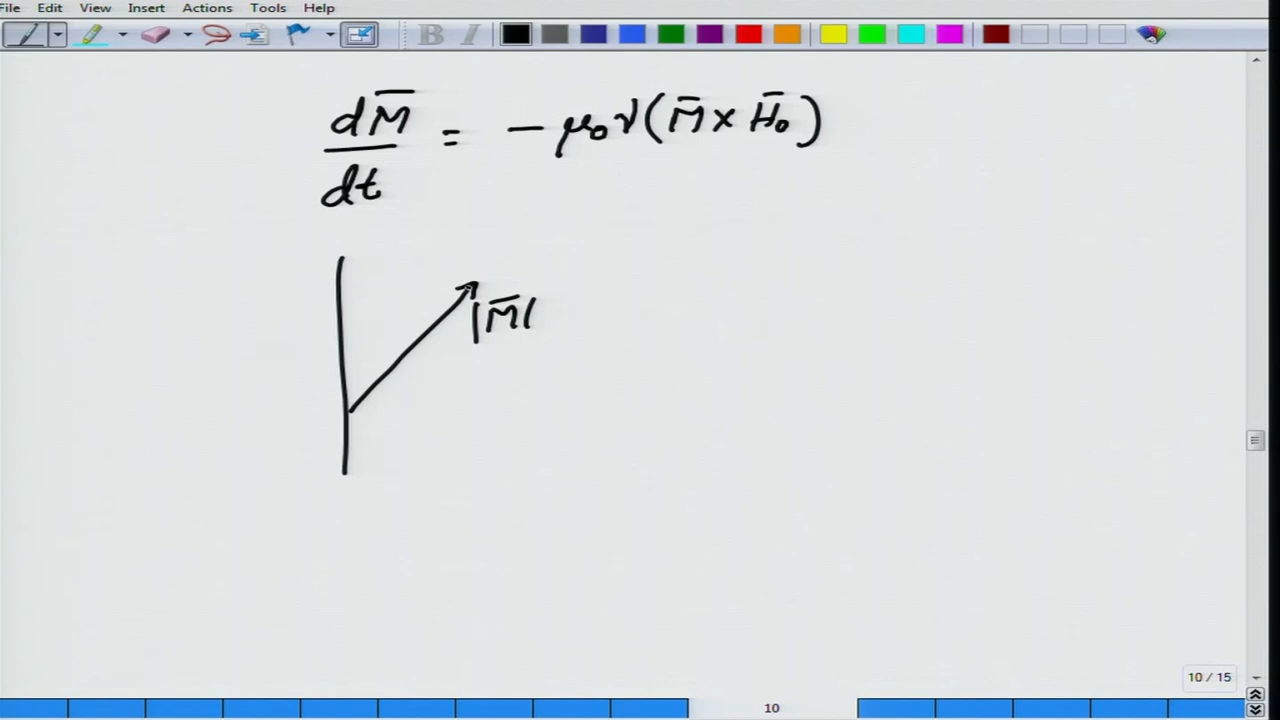 File Edit View Insert Actions Tools Help
B I
dM̅/dt = − μ₀γ(M̅ × H̅₀)
|M̅|
10 / 15
10